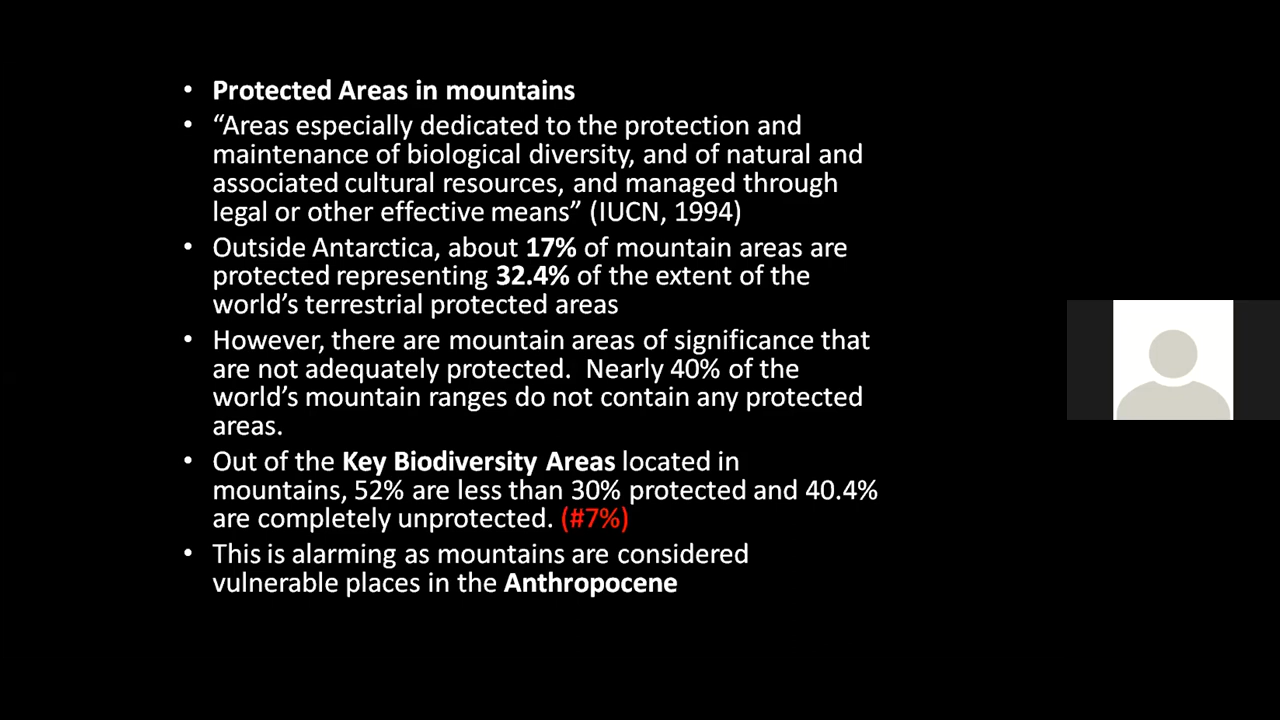 • Protected Areas in mountains
• “Areas especially dedicated to the protection and
maintenance of biological diversity, and of natural and
associated cultural resources, and managed through
legal or other effective means” (IUCN, 1994)
• Outside Antarctica, about 17% of mountain areas are
protected representing 32.4% of the extent of the
world’s terrestrial protected areas
• However, there are mountain areas of significance that
are not adequately protected.  Nearly 40% of the
world’s mountain ranges do not contain any protected
areas.
• Out of the Key Biodiversity Areas located in
mountains, 52% are less than 30% protected and 40.4%
are completely unprotected. (#7%)
• This is alarming as mountains are considered
vulnerable places in the Anthropocene